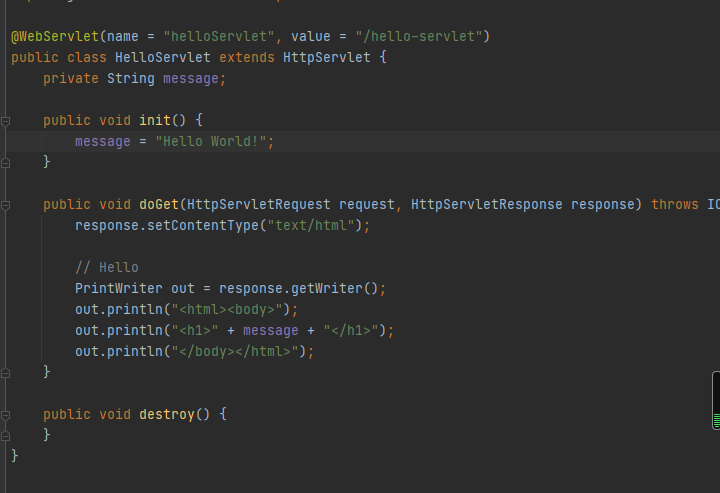 @WebServlet(name = "helloServlet", value = "/hello-servlet")
public class HelloServlet extends HttpServlet {
    private String message;

    public void init() {
        message = "Hello World!";
    }

    public void doGet(HttpServletRequest request, HttpServletResponse response) throws IO
        response.setContentType("text/html");

        // Hello
        PrintWriter out = response.getWriter();
        out.println("<html><body>");
        out.println("<h1>" + message + "</h1>");
        out.println("</body></html>");
    }

    public void destroy() {
    }
}